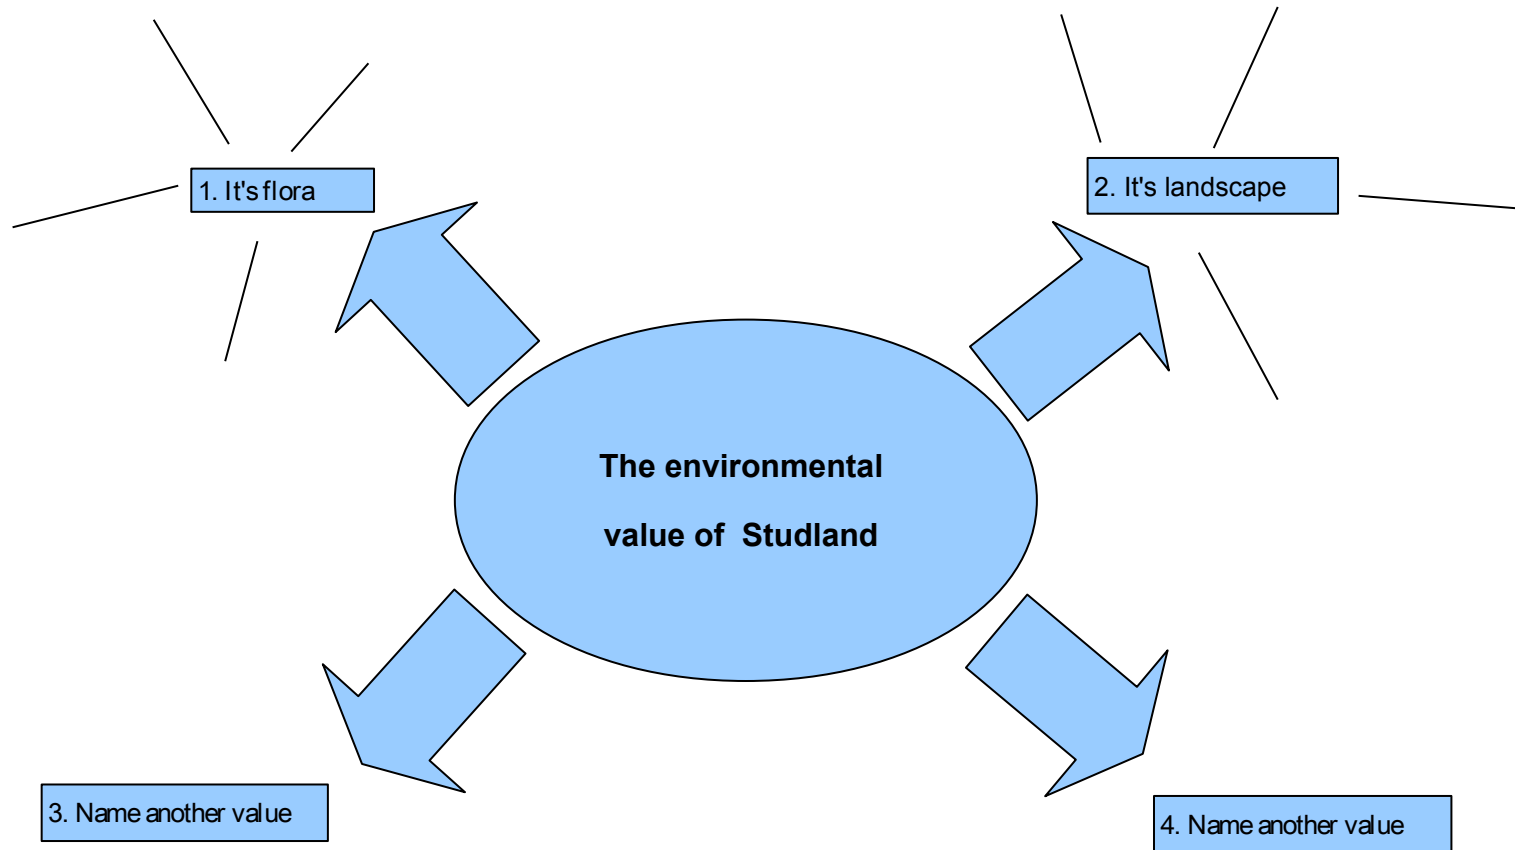 1. It's flora
2. It's landscape
The environmental
value of Studland
3. Name another value
4. Name another value